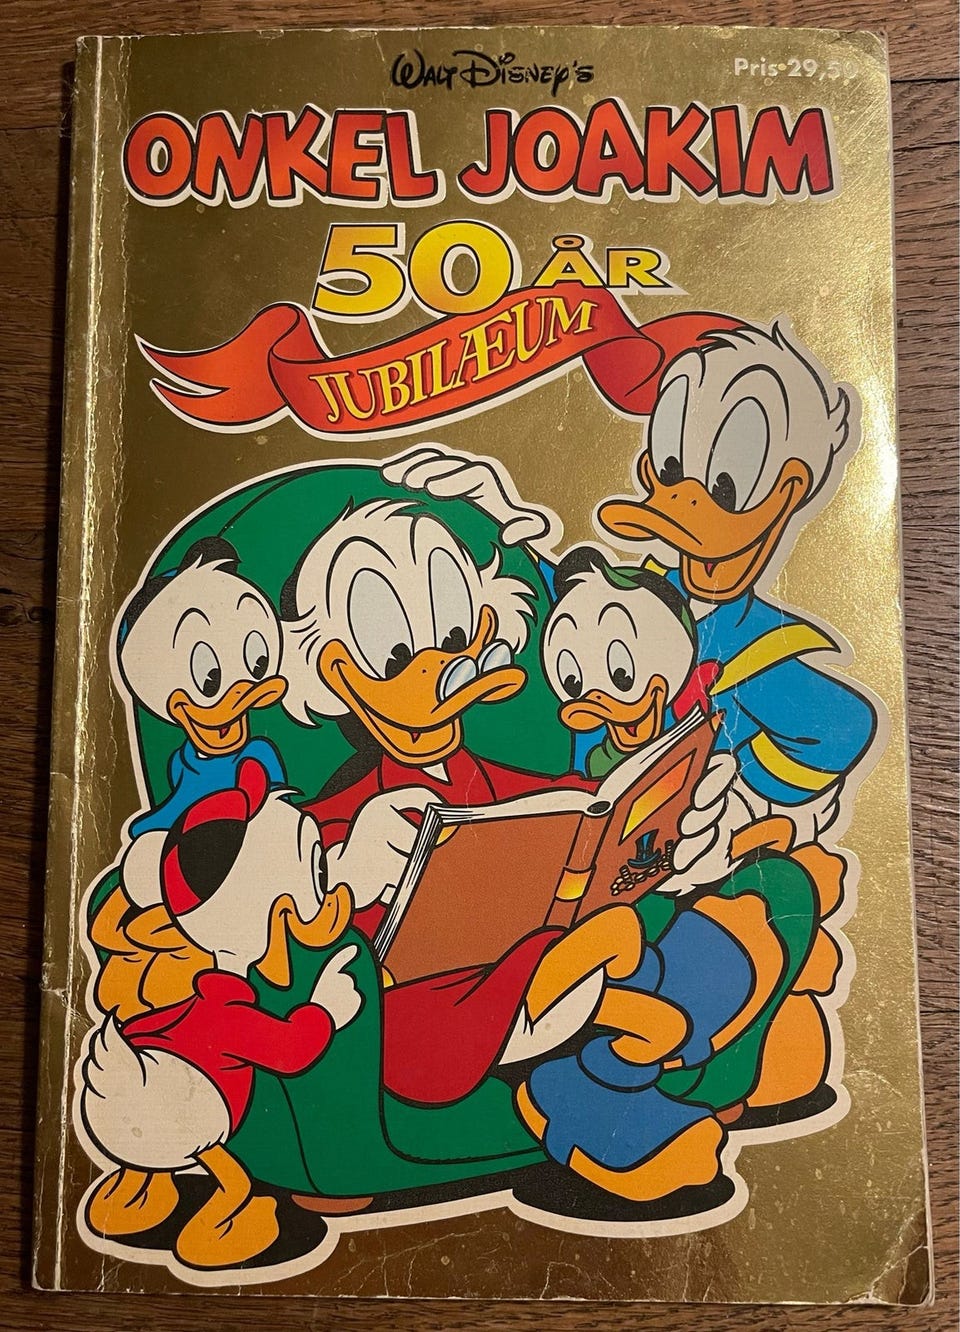 Walt Disney's
Pris 29,50
ONKEL JOAKIM
50 ÅR
JUBILÆUM